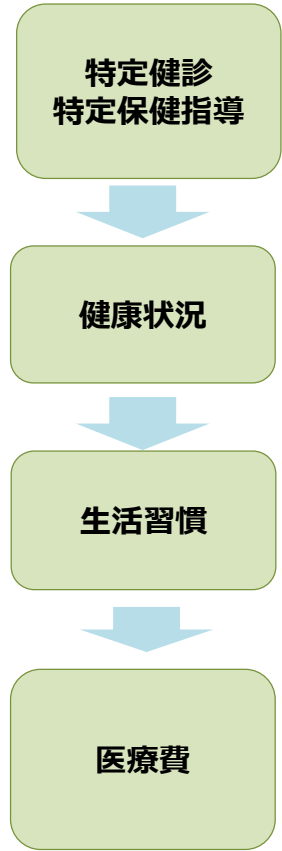 特定健診
特定保健指導
健康状況
生活習慣
医療費